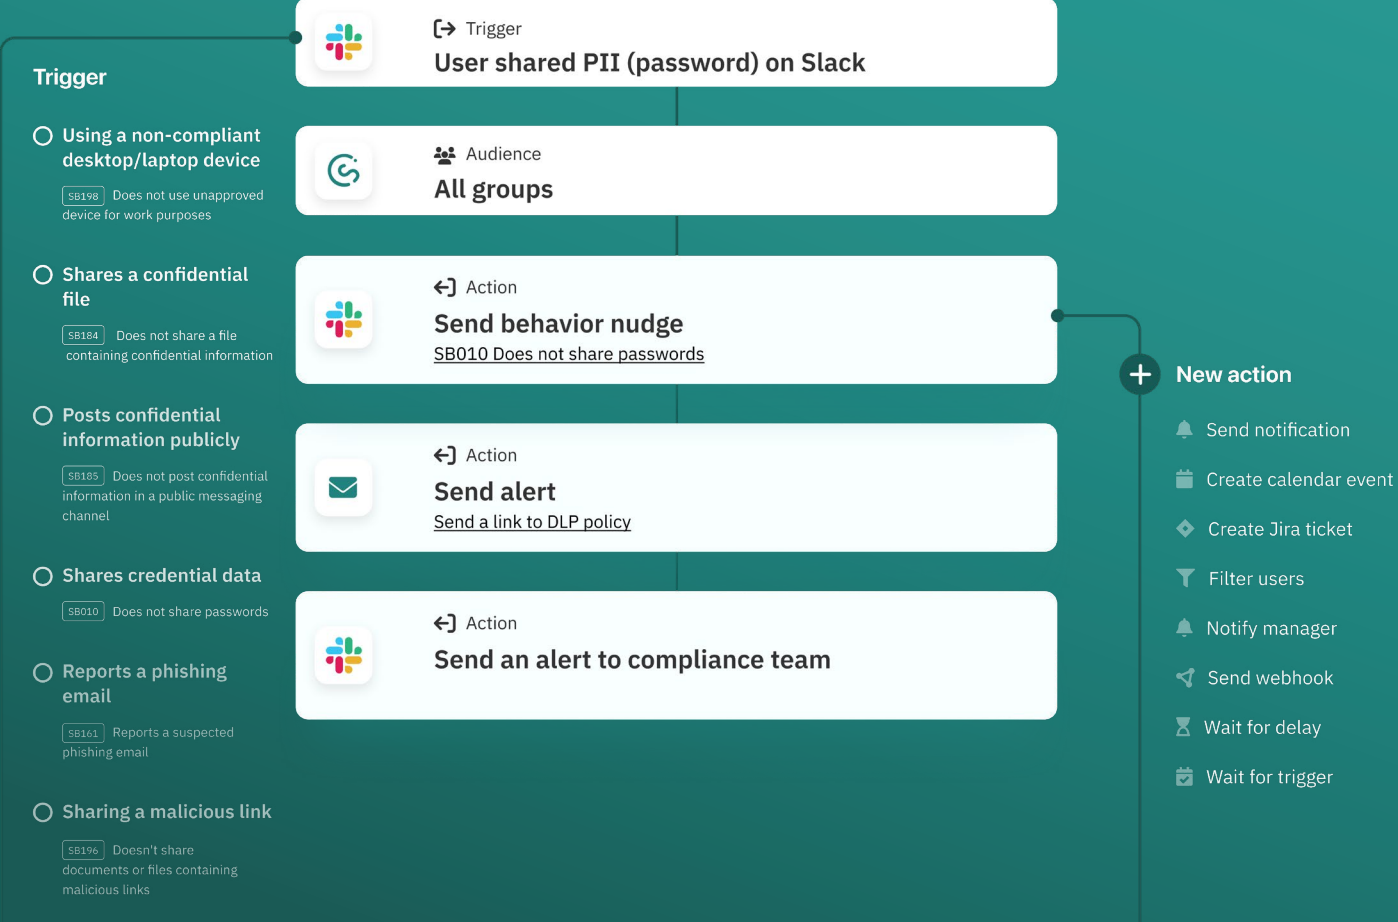 Trigger
Using a non-compliant
desktop/laptop device
SB198 Does not use unapproved
device for work purposes
Shares a confidential
file
SB184 Does not share a file
containing confidential information
Posts confidential
information publicly
SB185 Does not post confidential
information in a public messaging
channel
Shares credential data
SB010 Does not share passwords
Reports a phishing
email
SB161 Reports a suspected
phishing email
Sharing a malicious link
SB196 Doesn't share
documents or files containing
malicious links
Trigger
User shared PII (password) on Slack
Audience
All groups
Action
Send behavior nudge
SB010 Does not share passwords
Action
Send alert
Send a link to DLP policy
Action
Send an alert to compliance team
New action
Send notification
Create calendar event
Create Jira ticket
Filter users
Notify manager
Send webhook
Wait for delay
Wait for trigger